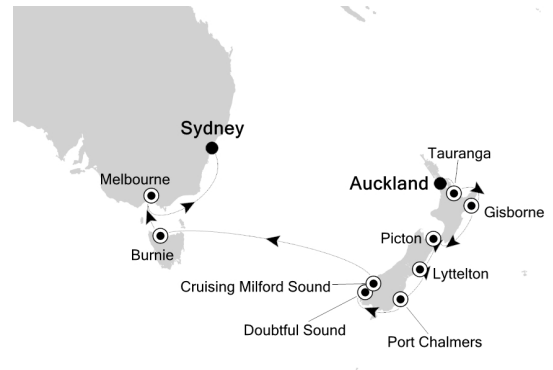 Sydney
Tauranga
Melbourne
Auckland
Gisborne
Picton
Burnie
Lyttelton
Cruising Milford Sound
Doubtful Sound
Port Chalmers